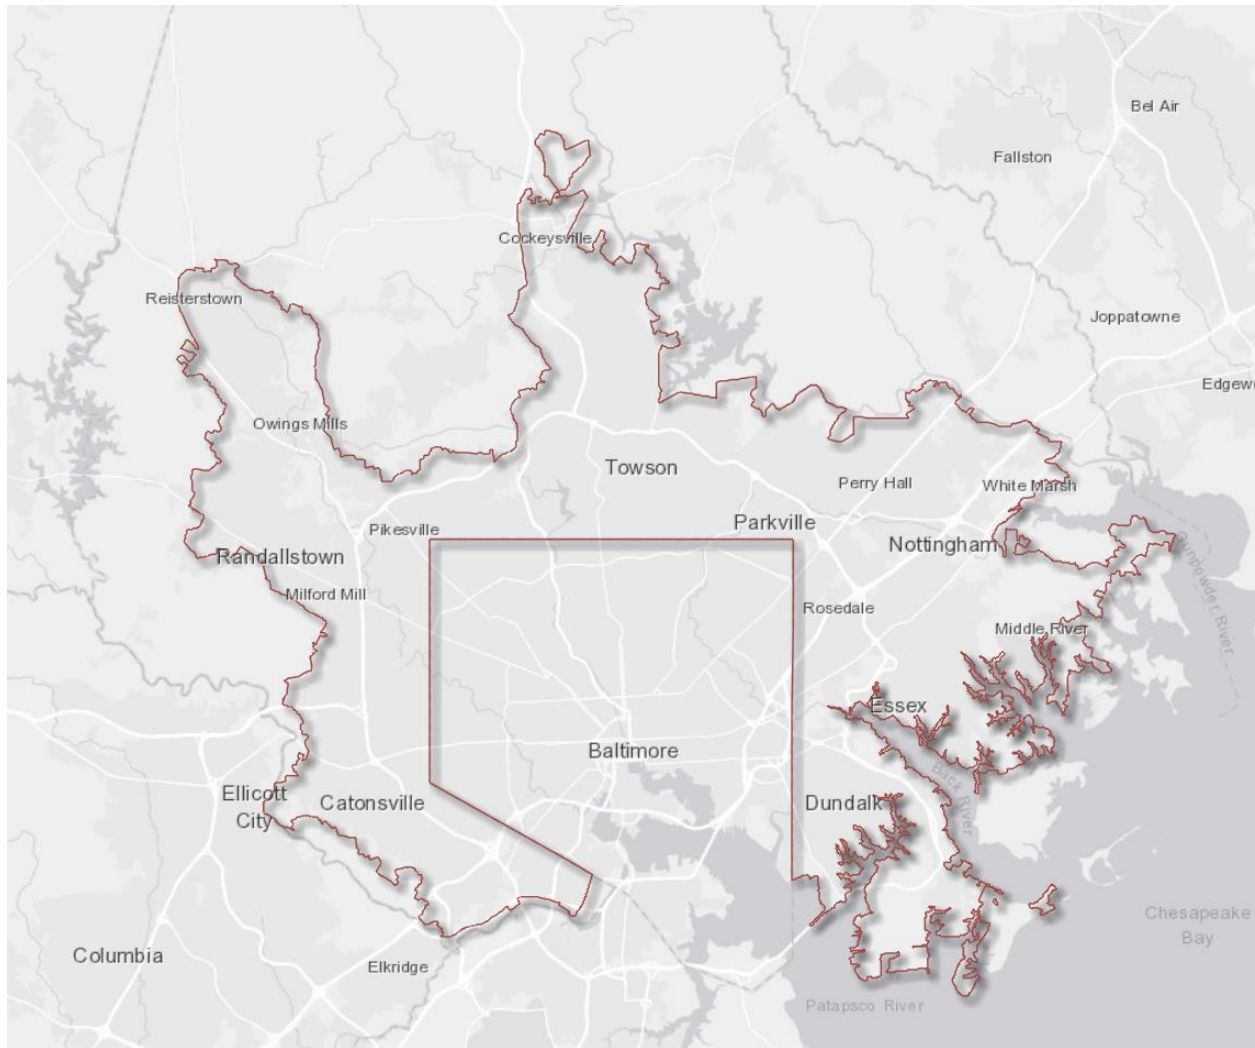 Bel Air
Fallston
Cockeysville
Reisterstown
Joppatowne
Edgew
Owings Mills
Towson
Perry Hall
White Marsh
Parkville
Pikesville
Nottingham
Randallstown
Gunpowder River
Milford Mill
Rosedale
Middle River
Essex
Baltimore
Back River
Ellicott
City
Catonsville
Dundalk
Chesapeake
Bay
Columbia
Elkridge
Patapsco River